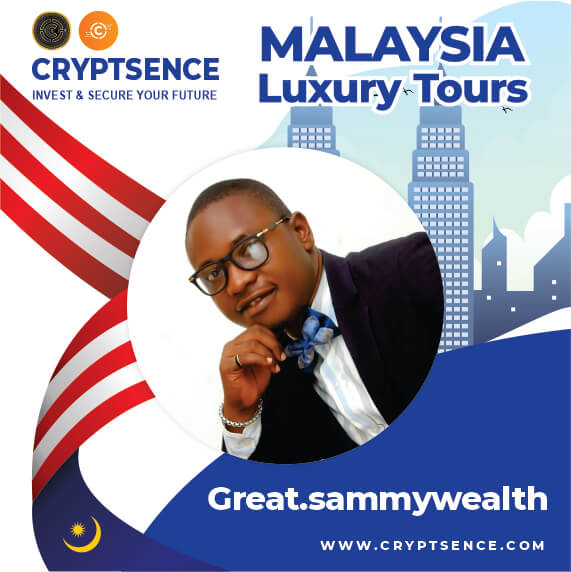 CRYPTSENCE
INVEST & SECURE YOUR FUTURE
MALAYSIA
Luxury Tours
Great.sammywealth
WWW.CRYPTSENCE.COM